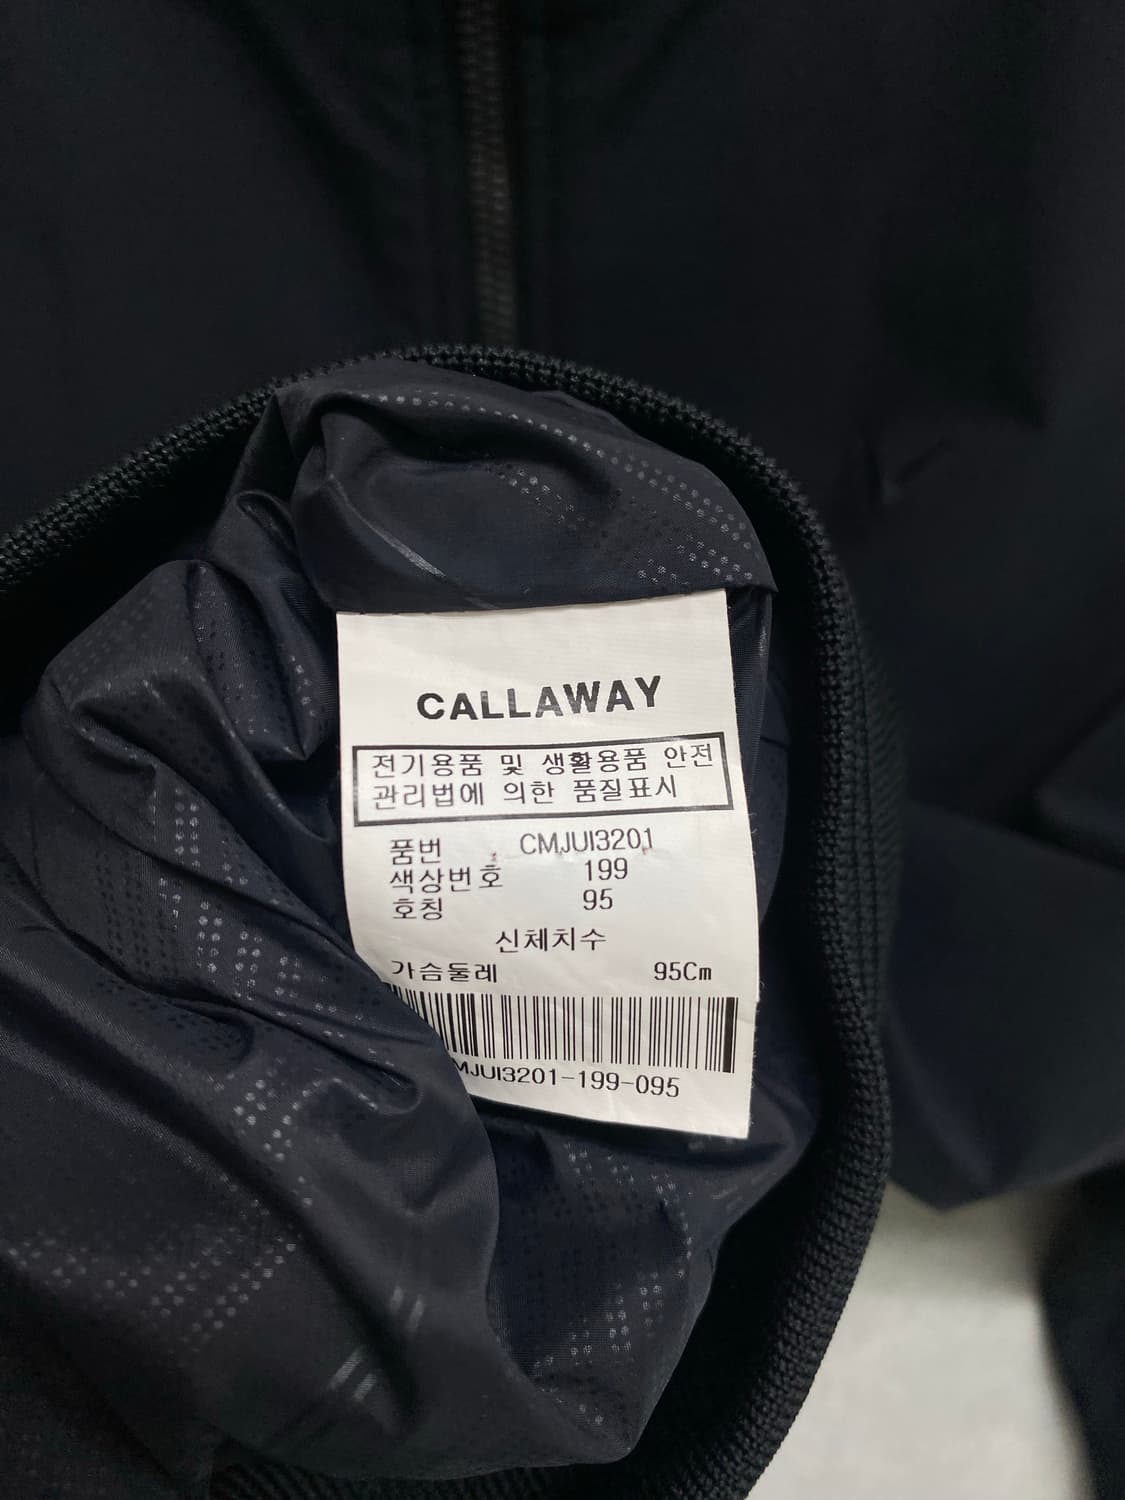 CALLAWAY
전기용품 및 생활용품 안전
관리법에 의한 품질표시
품번 CMJUI3201
색상번호 199
호칭 95
신체치수
가슴둘레 95Cm
MJUI3201-199-095